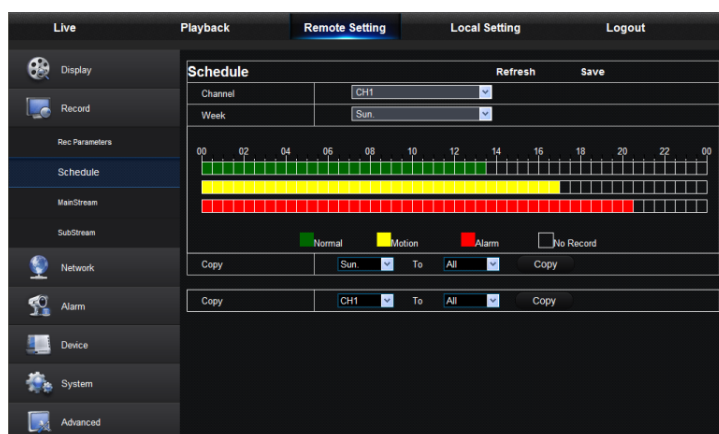 Live Playback Remote Setting Local Setting Logout
Display
Record
Rec Parameters
Schedule
MainStream
SubStream
Network
Alarm
Device
System
Advanced
Schedule Refresh Save
Channel CH1
Week Sun.
00 02 04 06 08 10 12 14 16 18 20 22 00
Normal Motion Alarm No Record
Copy Sun. To All Copy
Copy CH1 To All Copy